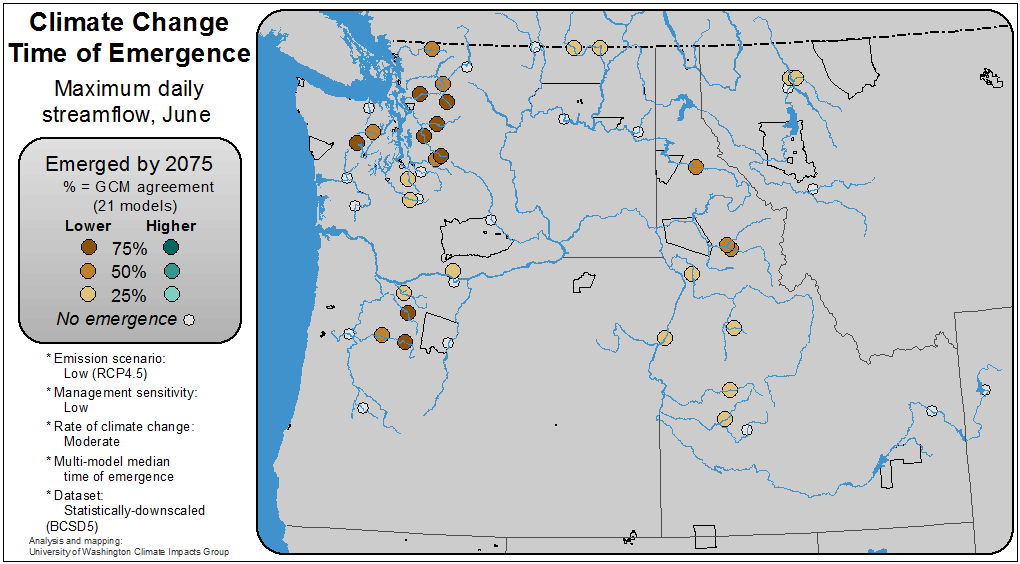 Climate Change
Time of Emergence
Maximum daily
streamflow, June
Emerged by 2075
% = GCM agreement
(21 models)
Lower Higher
75%
50%
25%
No emergence
* Emission scenario:
Low (RCP4.5)
* Management sensitivity:
Low
* Rate of climate change:
Moderate
* Multi-model median
time of emergence
* Dataset:
Statistically-downscaled
(BCSD5)
Analysis and mapping:
University of Washington Climate Impacts Group